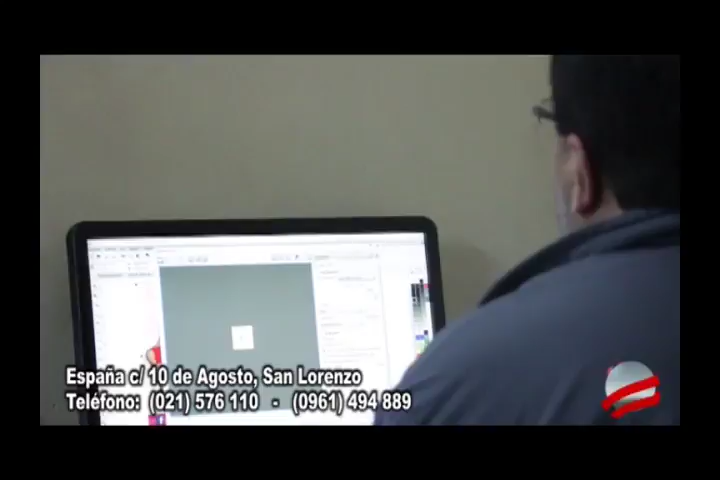 España c/ 10 de Agosto, San Lorenzo
Teléfono: (021) 576 110 - (0961) 494 889